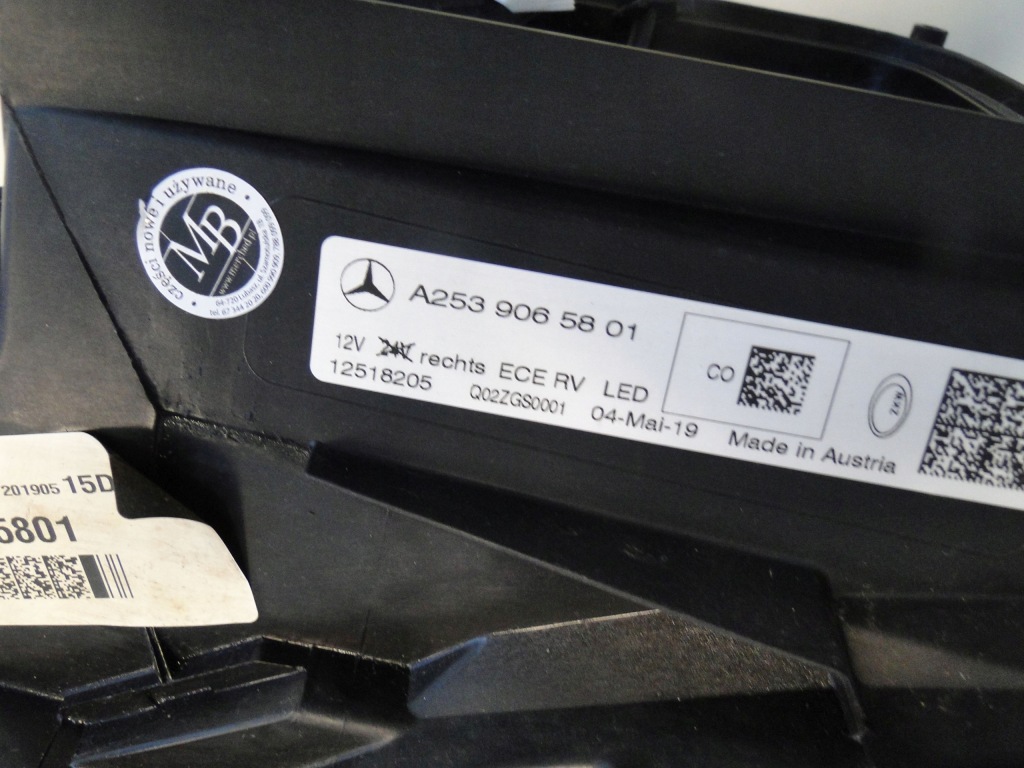 części nowe i używane
MB
A253 906 58 01
12V 24V rechts ECE RV LED
12518205 Q02ZGS0001 04-Mai-19
Made in Austria
CO
ZKW
201905 15D
5801